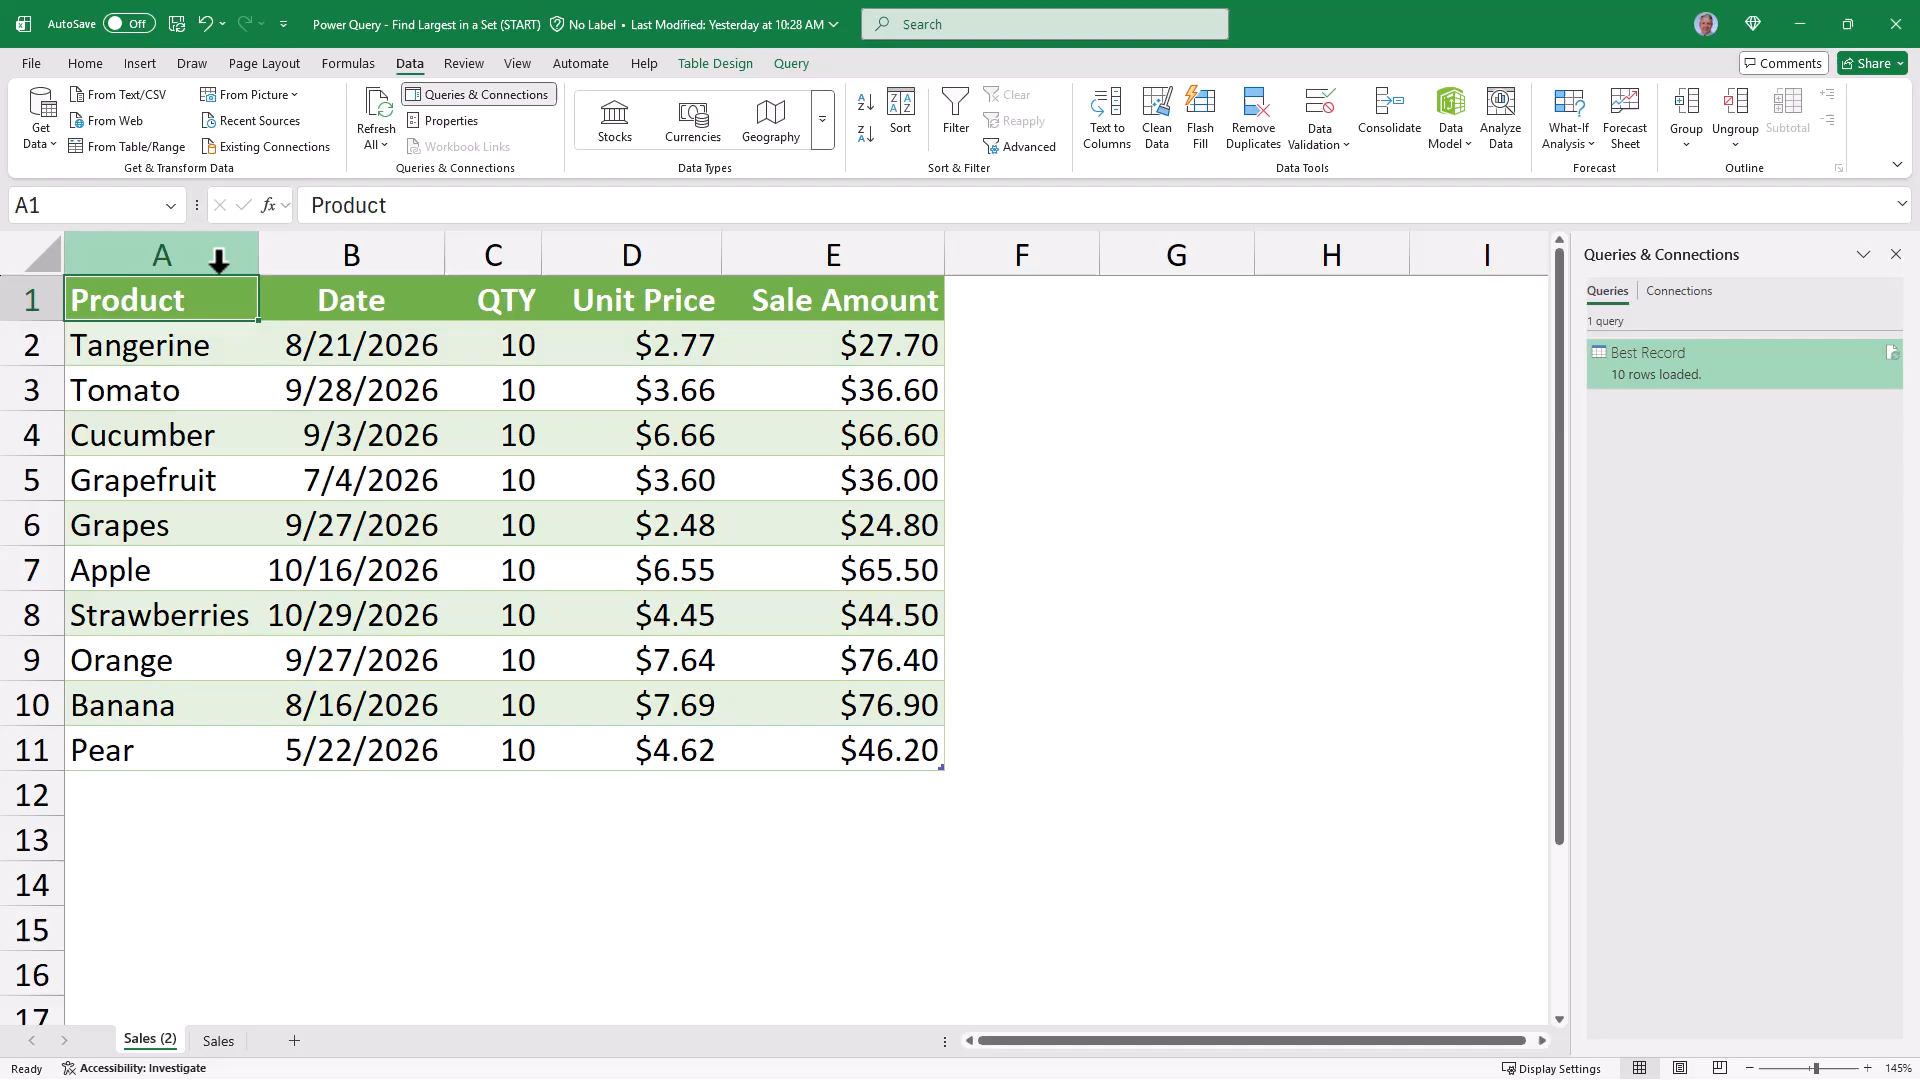 AutoSave Off Power Query - Find Largest in a Set (START) No Label • Last Modified: Yesterday at 10:28 AM Search
File Home Insert Draw Page Layout Formulas Data Review View Automate Help Table Design Query Comments Share
Get Data
From Text/CSV
From Web
From Table/Range
From Picture
Recent Sources
Existing Connections
Get & Transform Data
Refresh All
Queries & Connections
Properties
Workbook Links
Queries & Connections
Stocks Currencies Geography
Data Types
Sort
Filter
Clear
Reapply
Advanced
Sort & Filter
Text to Columns
Clean Data
Flash Fill
Remove Duplicates
Data Validation
Consolidate
Data Model
Analyze Data
Data Tools
What-If Analysis
Forecast Sheet
Forecast
Group
Ungroup
Subtotal
Outline
A1 fx Product
A B C D E F G H I
1 Product Date QTY Unit Price Sale Amount
2 Tangerine 8/21/2026 10 $2.77 $27.70
3 Tomato 9/28/2026 10 $3.66 $36.60
4 Cucumber 9/3/2026 10 $6.66 $66.60
5 Grapefruit 7/4/2026 10 $3.60 $36.00
6 Grapes 9/27/2026 10 $2.48 $24.80
7 Apple 10/16/2026 10 $6.55 $65.50
8 Strawberries 10/29/2026 10 $4.45 $44.50
9 Orange 9/27/2026 10 $7.64 $76.40
10 Banana 8/16/2026 10 $7.69 $76.90
11 Pear 5/22/2026 10 $4.62 $46.20
12
13
14
15
16
17
Queries & Connections
Queries Connections
1 query
Best Record
10 rows loaded.
Sales (2) Sales
Ready Accessibility: Investigate Display Settings 145%